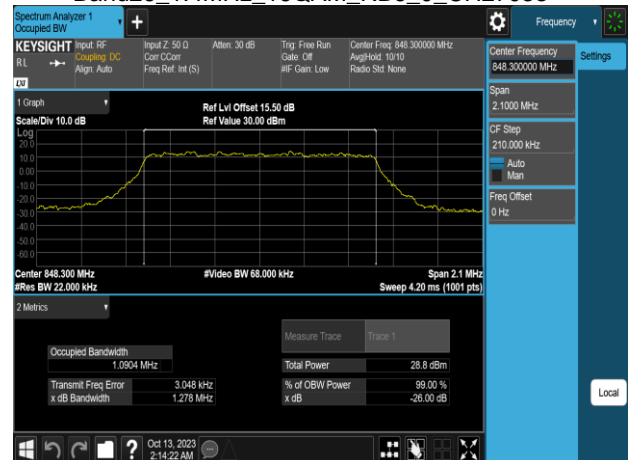 Spectrum Analyzer 1
Occupied BW
Frequency
KEYSIGHT
R L
LXI
Input: RF
Coupling: DC
Align: Auto
Input Z: 50 Ω
Corr CCorr
Freq Ref: Int (S)
Atten: 30 dB
Trig: Free Run
Gate: Off
#IF Gain: Low
Center Freq: 848.300000 MHz
Avg|Hold: 10/10
Radio Std: None
Center Frequency
848.300000 MHz
Settings
Span
2.1000 MHz
CF Step
210.000 kHz
Auto
Man
Freq Offset
0 Hz
Local
1 Graph
Scale/Div 10.0 dB
Ref Lvl Offset 15.50 dB
Ref Value 30.00 dBm
Log
20.0
10.0
0.00
-10.0
-20.0
-30.0
-40.0
-50.0
-60.0
Center 848.300 MHz
#Video BW 68.000 kHz
Span 2.1 MHz
#Res BW 22.000 kHz
Sweep 4.20 ms (1001 pts)
2 Metrics
Measure Trace
Trace 1
Occupied Bandwidth
1.0904 MHz
Total Power
28.8 dBm
Transmit Freq Error
3.048 kHz
% of OBW Power
99.00 %
x dB Bandwidth
1.278 MHz
x dB
-26.00 dB
Oct 13, 2023
2:14:22 AM